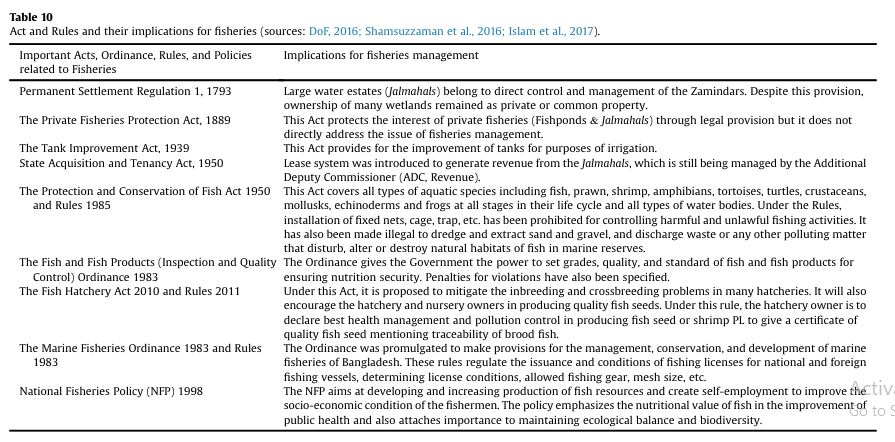 Table 10
Act and Rules and their implications for fisheries (sources: DoF, 2016; Shamsuzzaman et al., 2016; Islam et al., 2017).
Important Acts, Ordinance, Rules, and Policies
related to Fisheries
Implications for fisheries management
Permanent Settlement Regulation 1, 1793
Large water estates (Jalmahals) belong to direct control and management of the Zamindars. Despite this provision,
ownership of many wetlands remained as private or common property.
The Private Fisheries Protection Act, 1889
This Act protects the interest of private fisheries (Fishponds & Jalmahals) through legal provision but it does not
directly address the issue of fisheries management.
The Tank Improvement Act, 1939
This Act provides for the improvement of tanks for purposes of irrigation.
State Acquisition and Tenancy Act, 1950
Lease system was introduced to generate revenue from the Jalmahals, which is still being managed by the Additional
Deputy Commissioner (ADC, Revenue).
The Protection and Conservation of Fish Act 1950
and Rules 1985
This Act covers all types of aquatic species including fish, prawn, shrimp, amphibians, tortoises, turtles, crustaceans,
mollusks, echinoderms and frogs at all stages in their life cycle and all types of water bodies. Under the Rules,
installation of fixed nets, cage, trap, etc. has been prohibited for controlling harmful and unlawful fishing activities. It
has also been made illegal to dredge and extract sand and gravel, and discharge waste or any other polluting matter
that disturb, alter or destroy natural habitats of fish in marine reserves.
The Fish and Fish Products (Inspection and Quality
Control) Ordinance 1983
The Ordinance gives the Government the power to set grades, quality, and standard of fish and fish products for
ensuring nutrition security. Penalties for violations have also been specified.
The Fish Hatchery Act 2010 and Rules 2011
Under this Act, it is proposed to mitigate the inbreeding and crossbreeding problems in many hatcheries. It will also
encourage the hatchery and nursery owners in producing quality fish seeds. Under this rule, the hatchery owner is to
declare best health management and pollution control in producing fish seed or shrimp PL to give a certificate of
quality fish seed mentioning traceability of brood fish.
The Marine Fisheries Ordinance 1983 and Rules
1983
The Ordinance was promulgated to make provisions for the management, conservation, and development of marine
fisheries of Bangladesh. These rules regulate the issuance and conditions of fishing licenses for national and foreign
fishing vessels, determining license conditions, allowed fishing gear, mesh size, etc.
National Fisheries Policy (NFP) 1998
The NFP aims at developing and increasing production of fish resources and create self-employment to improve the
socio-economic condition of the fishermen. The policy emphasizes the nutritional value of fish in the improvement of
public health and also attaches importance to maintaining ecological balance and biodiversity.
Activa
Go to S